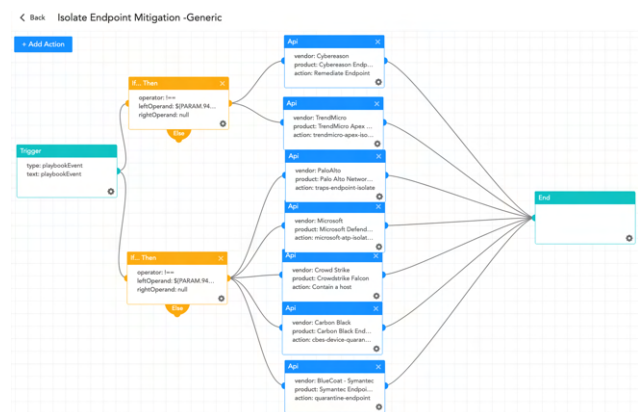 Back Isolate Endpoint Mitigation -Generic
+ Add Action
Trigger
type: playbookEvent
text: playbookEvent
If... Then
operator: !==
leftOperand: ${PARAM.94...
rightOperand: null
Else
If... Then
operator: !==
leftOperand: ${PARAM.94...
rightOperand: null
Else
Api
vendor: Cybereason
product: Cybereason Endp...
action: Remediate Endpoint
Api
vendor: TrendMicro
product: TrendMicro Apex ...
action: trendmicro-apex-iso...
Api
vendor: PaloAlto
product: Palo Alto Networ...
action: traps-endpoint-isolate
Api
vendor: Microsoft
product: Microsoft Defend...
action: microsoft-atp-isolat...
Api
vendor: Crowd Strike
product: Crowdstrike Falcon
action: Contain a host
Api
vendor: Carbon Black
product: Carbon Black End...
action: cbes-device-quaran...
Api
vendor: BlueCoat - Symantec
product: Symantec Endpoi...
action: quarantine-endpoint
End